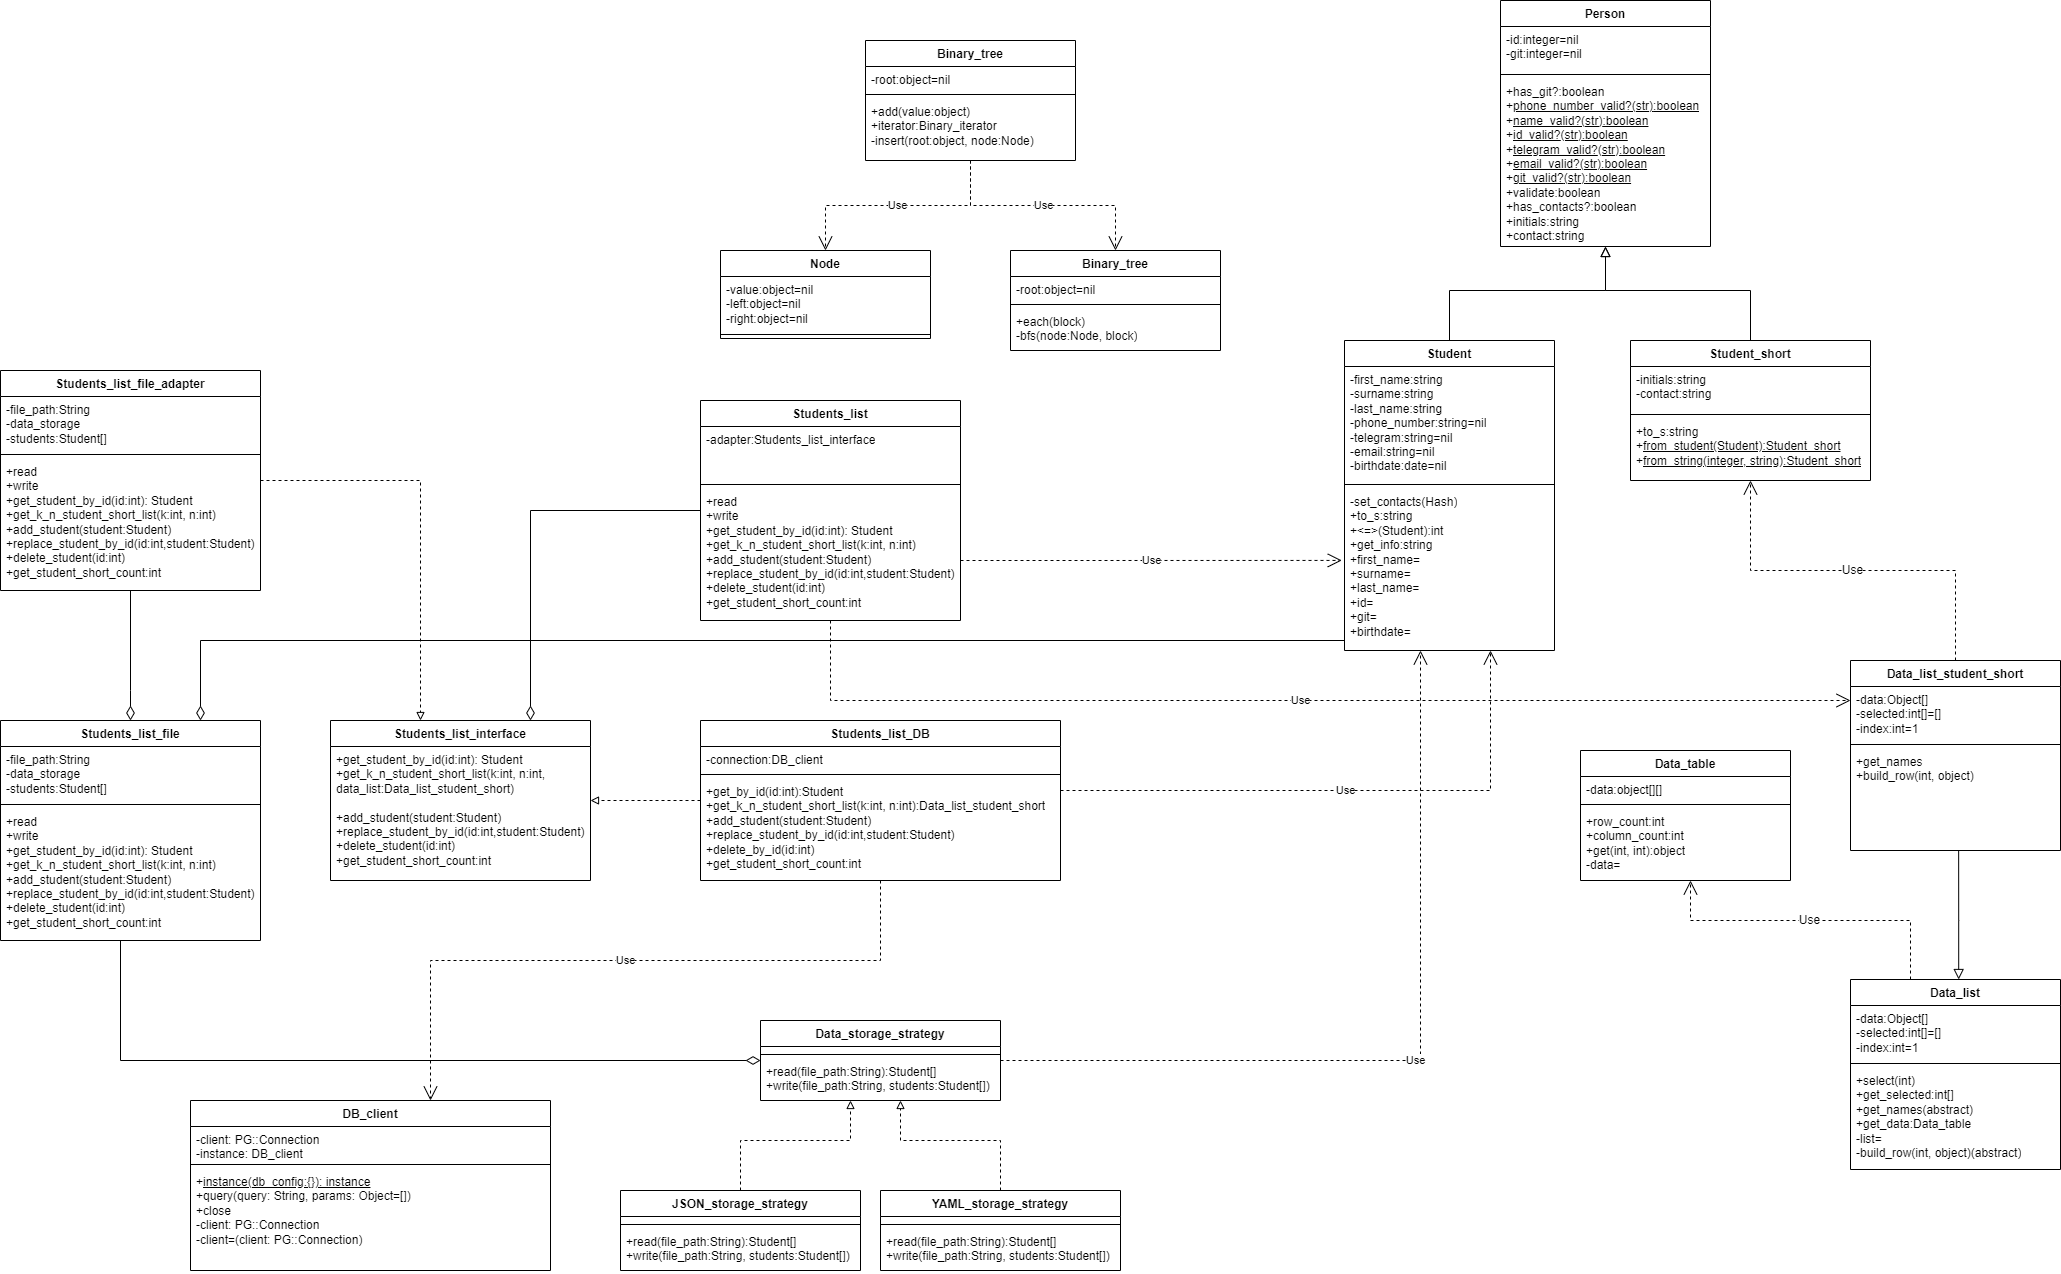 Person
-id:integer=nil
-git:integer=nil
+has_git?:boolean
+phone_number_valid?(str):boolean
+name_valid?(str):boolean
+id_valid?(str):boolean
+telegram_valid?(str):boolean
+email_valid?(str):boolean
+git_valid?(str):boolean
+validate:boolean
+has_contacts?:boolean
+initials:string
+contact:string
Binary_tree
-root:object=nil
+add(value:object)
+iterator:Binary_iterator
-insert(root:object, node:Node)
Use
Use
Node
-value:object=nil
-left:object=nil
-right:object=nil
Binary_tree
-root:object=nil
+each(block)
-bfs(node:Node, block)
Student
-first_name:string
-surname:string
-last_name:string
-phone_number:string=nil
-telegram:string=nil
-email:string=nil
-birthdate:date=nil
-set_contacts(Hash)
+to_s:string
+<=>(Student):int
+get_info:string
+first_name=
+surname=
+last_name=
+id=
+git=
+birthdate=
Student_short
-initials:string
-contact:string
+to_s:string
+from_student(Student):Student_short
+from_string(integer, string):Student_short
Students_list_file_adapter
-file_path:String
-data_storage
-students:Student[]
+read
+write
+get_student_by_id(id:int): Student
+get_k_n_student_short_list(k:int, n:int)
+add_student(student:Student)
+replace_student_by_id(id:int,student:Student)
+delete_student(id:int)
+get_student_short_count:int
Students_list
-adapter:Students_list_interface
+read
+write
+get_student_by_id(id:int): Student
+get_k_n_student_short_list(k:int, n:int)
+add_student(student:Student)
+replace_student_by_id(id:int,student:Student)
+delete_student(id:int)
+get_student_short_count:int
Use
Use
Use
Data_list_student_short
-data:Object[]
-selected:int[]=[]
-index:int=1
+get_names
+build_row(int, object)
Students_list_file
-file_path:String
-data_storage
-students:Student[]
+read
+write
+get_student_by_id(id:int): Student
+get_k_n_student_short_list(k:int, n:int)
+add_student(student:Student)
+replace_student_by_id(id:int,student:Student)
+delete_student(id:int)
+get_student_short_count:int
Students_list_interface
+get_student_by_id(id:int): Student
+get_k_n_student_short_list(k:int, n:int,
data_list:Data_list_student_short)
+add_student(student:Student)
+replace_student_by_id(id:int,student:Student)
+delete_student(id:int)
+get_student_short_count:int
Students_list_DB
-connection:DB_client
+get_by_id(id:int):Student
+get_k_n_student_short_list(k:int, n:int):Data_list_student_short
+add_student(student:Student)
+replace_student_by_id(id:int,student:Student)
+delete_by_id(id:int)
+get_student_short_count:int
Use
Data_table
-data:object[][]
+row_count:int
+column_count:int
+get(int, int):object
-data=
Use
Use
Data_list
-data:Object[]
-selected:int[]=[]
-index:int=1
+select(int)
+get_selected:int[]
+get_names(abstract)
+get_data:Data_table
-list=
-build_row(int, object)(abstract)
Data_storage_strategy
+read(file_path:String):Student[]
+write(file_path:String, students:Student[])
Use
DB_client
-client: PG::Connection
-instance: DB_client
+instance(db_config:{}): instance
+query(query: String, params: Object=[])
+close
-client: PG::Connection
-client=(client: PG::Connection)
JSON_storage_strategy
+read(file_path:String):Student[]
+write(file_path:String, students:Student[])
YAML_storage_strategy
+read(file_path:String):Student[]
+write(file_path:String, students:Student[])